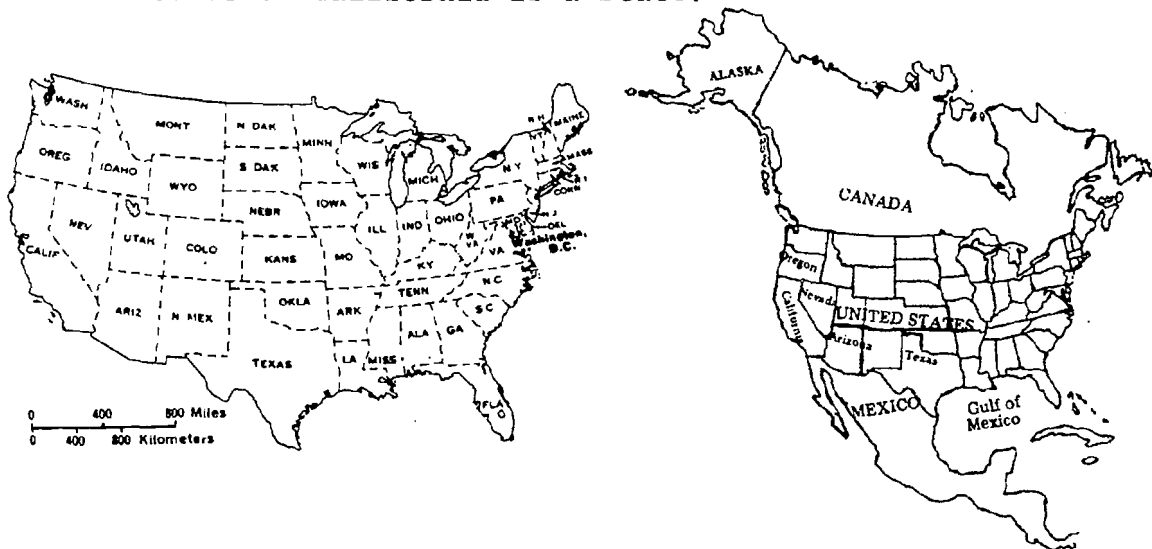 WASH
MONT
N DAK
MINN
OREG
IDAHO
WYO
S DAK
WIS
MICH
N.Y
MAINE
MASS
R I
CONN
NEV
UTAH
COLO
NEBR
IOWA
ILL
IND
OHIO
PA
N J
DEL
MD
W VA
VA
Washington, D.C.
CALIF
KANS
MO
KY
ARIZ
N MEX
OKLA
ARK
TENN
N C
S C
TEXAS
LA
MISS
ALA
GA
FLA
0 400 800 Miles
0 400 800 Kilometers
ALASKA
CANADA
Oregon
Nevada
California
UNITED STATES
Arizona
Texas
MEXICO
Gulf of
Mexico